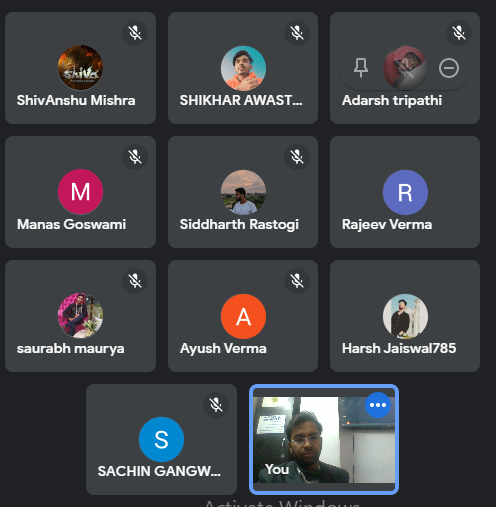 SHIVA
ShivAnshu Mishra
SHIKHAR AWAST...
Adarsh tripathi
M
Manas Goswami
Siddharth Rastogi
R
Rajeev Verma
saurabh maurya
A
Ayush Verma
Harsh Jaiswal785
S
SACHIN GANGW...
You
Activate Windows